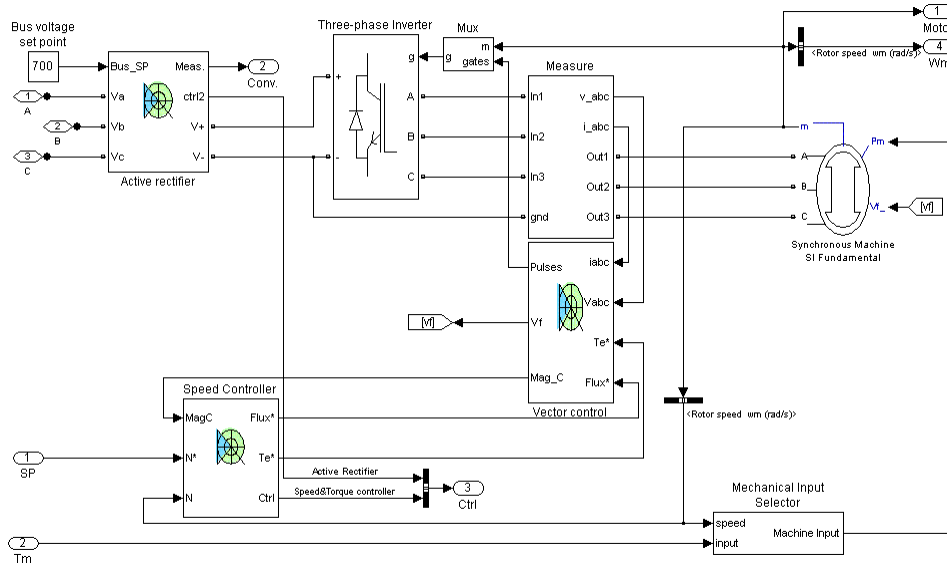 Bus voltage
set point
700
Bus_SP
Va
Vb
Vc
Meas.
ctrl2
V+
V-
Active rectifier
1
A
2
B
3
C
2
Conv.
Three-phase Inverter
+
-
g
A
B
C
Mux
g
m
gates
Measure
In1
In2
In3
gnd
v_abc
i_abc
Out1
Out2
Out3
1
Moto
<Rotor speed wm (rad/s)>
4
Wm
m
A
B
C
Pm
Vf_
[vf]
Synchronous Machine
SI Fundamental
Pulses
Vf
Mag_C
iabc
Vabc
Te*
Flux*
Vector control
[vf]
Speed Controller
MagC
N*
N
Flux*
Te*
Ctrl
1
SP
Active Rectifier
Speed&Torque controller
3
Ctrl
<Rotor speed wm (rad/s)>
Mechanical Input
Selector
speed
input
Machine Input
2
Tm